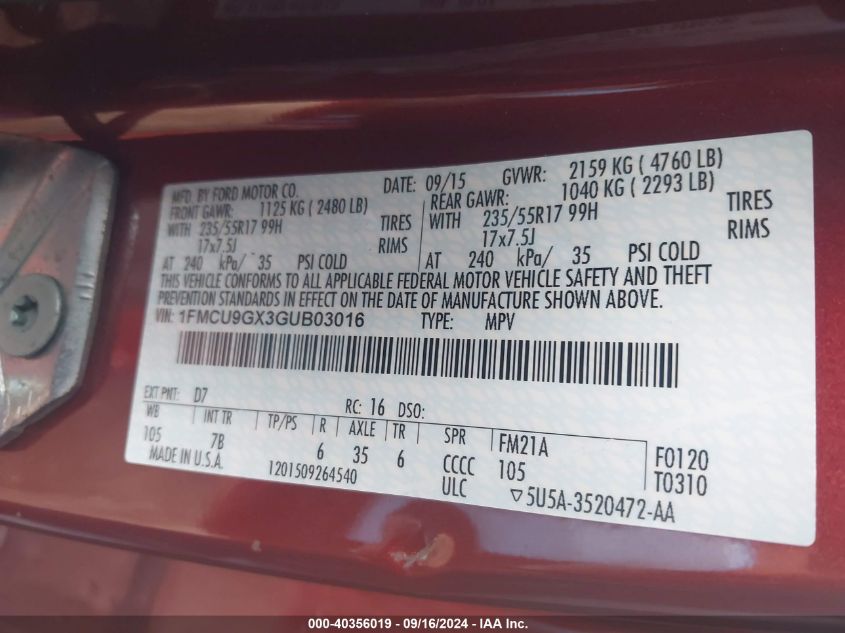 MFD. BY FORD MOTOR CO.
DATE: 09/15 GVWR: 2159 KG ( 4760 LB)
FRONT GAWR: 1125 KG ( 2480 LB)
REAR GAWR: 1040 KG ( 2293 LB)
WITH 235/55R17 99H TIRES
WITH 235/55R17 99H TIRES
17x7.5J RIMS
17x7.5J RIMS
AT 240 kPa/ 35 PSI COLD
AT 240 kPa/ 35 PSI COLD
THIS VEHICLE CONFORMS TO ALL APPLICABLE FEDERAL MOTOR VEHICLE SAFETY AND THEFT
PREVENTION STANDARDS IN EFFECT ON THE DATE OF MANUFACTURE SHOWN ABOVE.
VIN: 1FMCU9GX3GUB03016 TYPE: MPV
EXT PNT: D7 RC: 16 DSO:
WB INT TR TP/PS R AXLE TR SPR FM21A F0120
105 7B 6 35 6 CCCC 105 T0310
MADE IN U.S.A. 1201509264540 ULC ▽5U5A-3520472-AA
000-40356019 - 09/16/2024 - IAA Inc.